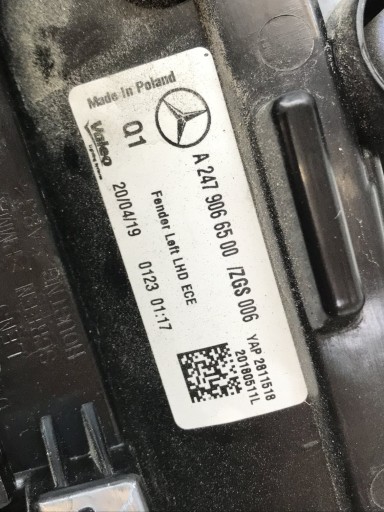 Made In Poland
Valeo
Q1
A 247 906 65 00 /ZGS 006
20/04/19
0123 01:17
Fender Left LHD ECE
YAP 2811518
20180511L